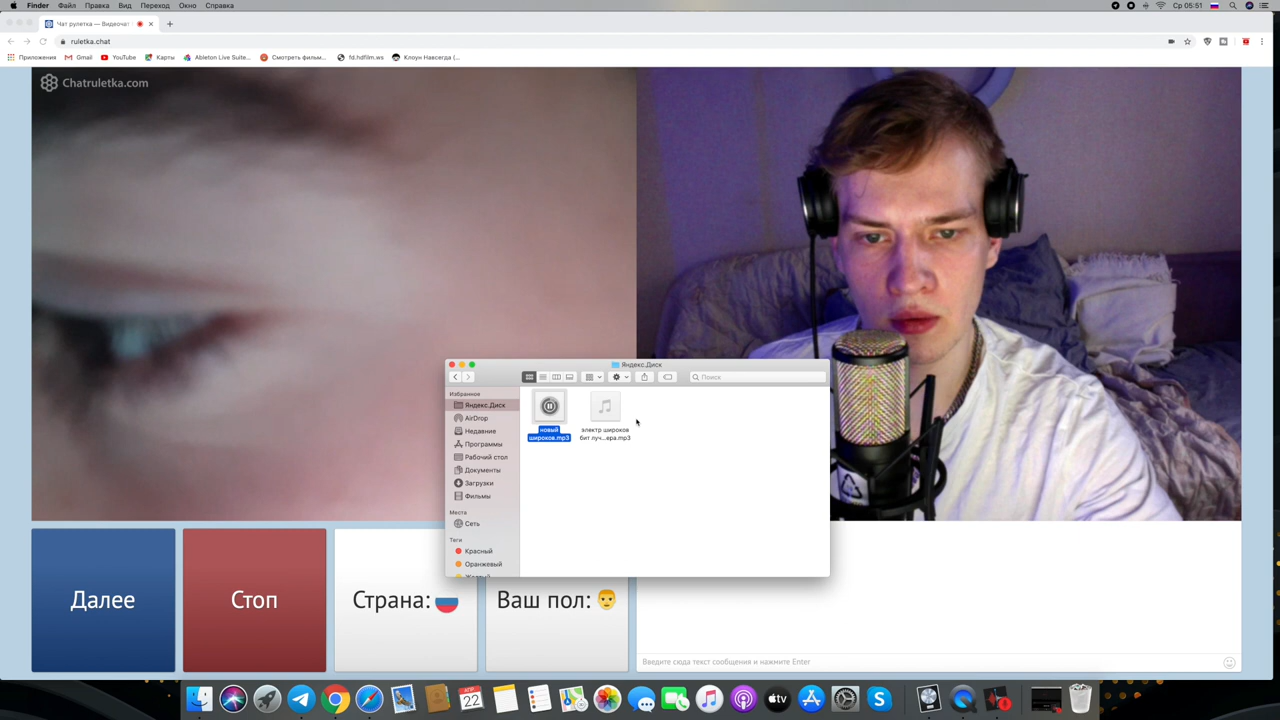 Finder Файл Правка Вид Переход Окно Справка
Ср 05:51
Чат рулетка — Видеочат
ruletka.chat
Приложения Gmail YouTube Карты Ableton Live Suite... Смотреть фильм... fd.hdfilm.ws Клоун Навсегда (...
Chatruletka.com
Яндекс.Диск
Поиск
Избранное
Яндекс.Диск
AirDrop
Недавние
Программы
Рабочий стол
Документы
Загрузки
Фильмы
Места
Сеть
Теги
Красный
Оранжевый
новый
широков.mp3
электр широков
бит луч...ера.mp3
Далее
Стоп
Страна:
Ваш пол:
Введите сюда текст сообщения и нажмите Enter
АПР.
22
tv